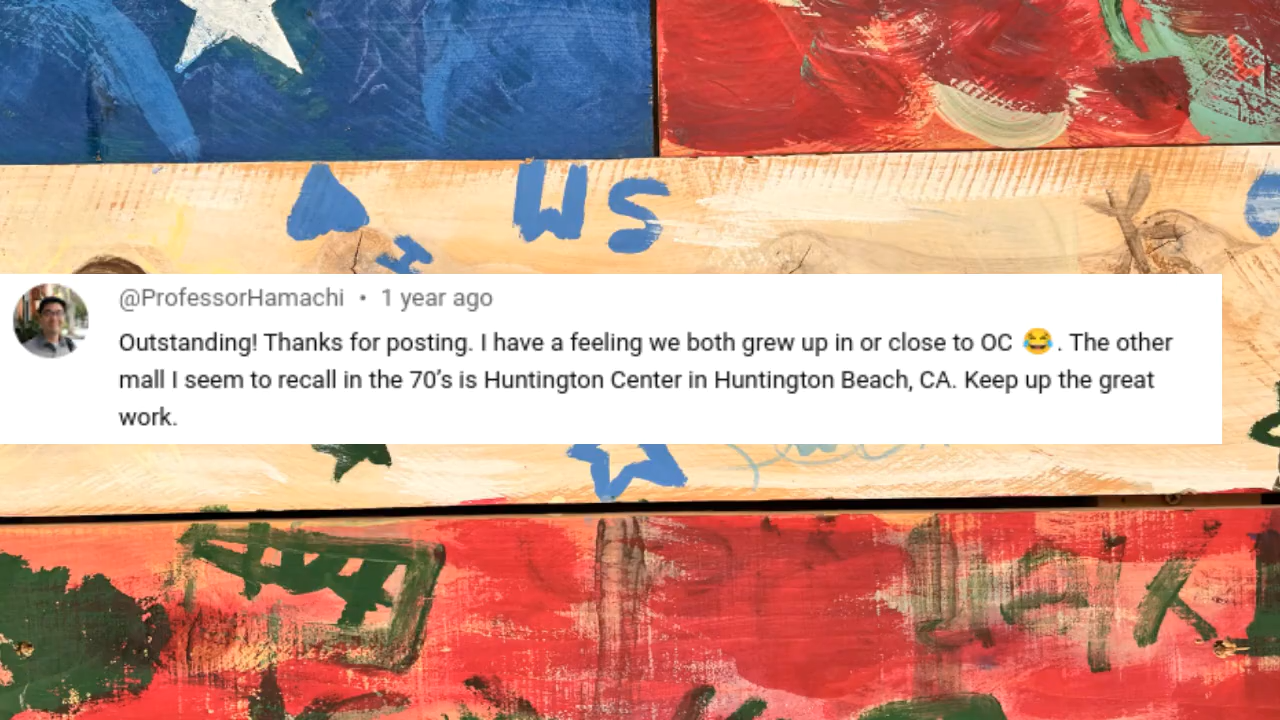 WS
@ProfessorHamachi • 1 year ago
Outstanding! Thanks for posting. I have a feeling we both grew up in or close to OC 😂. The other
mall I seem to recall in the 70’s is Huntington Center in Huntington Beach, CA. Keep up the great
work.